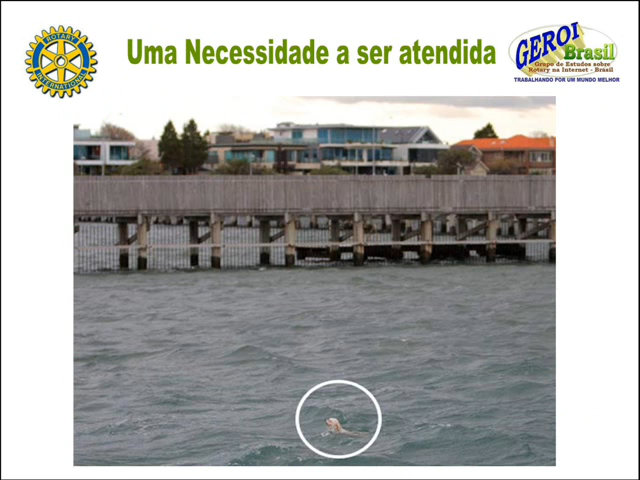 Uma Necessidade a ser atendida
ROTARY
INTERNATIONAL
GEROI
Brasil
Grupo de Estudos sobre
Rotary na Internet - Brasil
TRABALHANDO POR UM MUNDO MELHOR